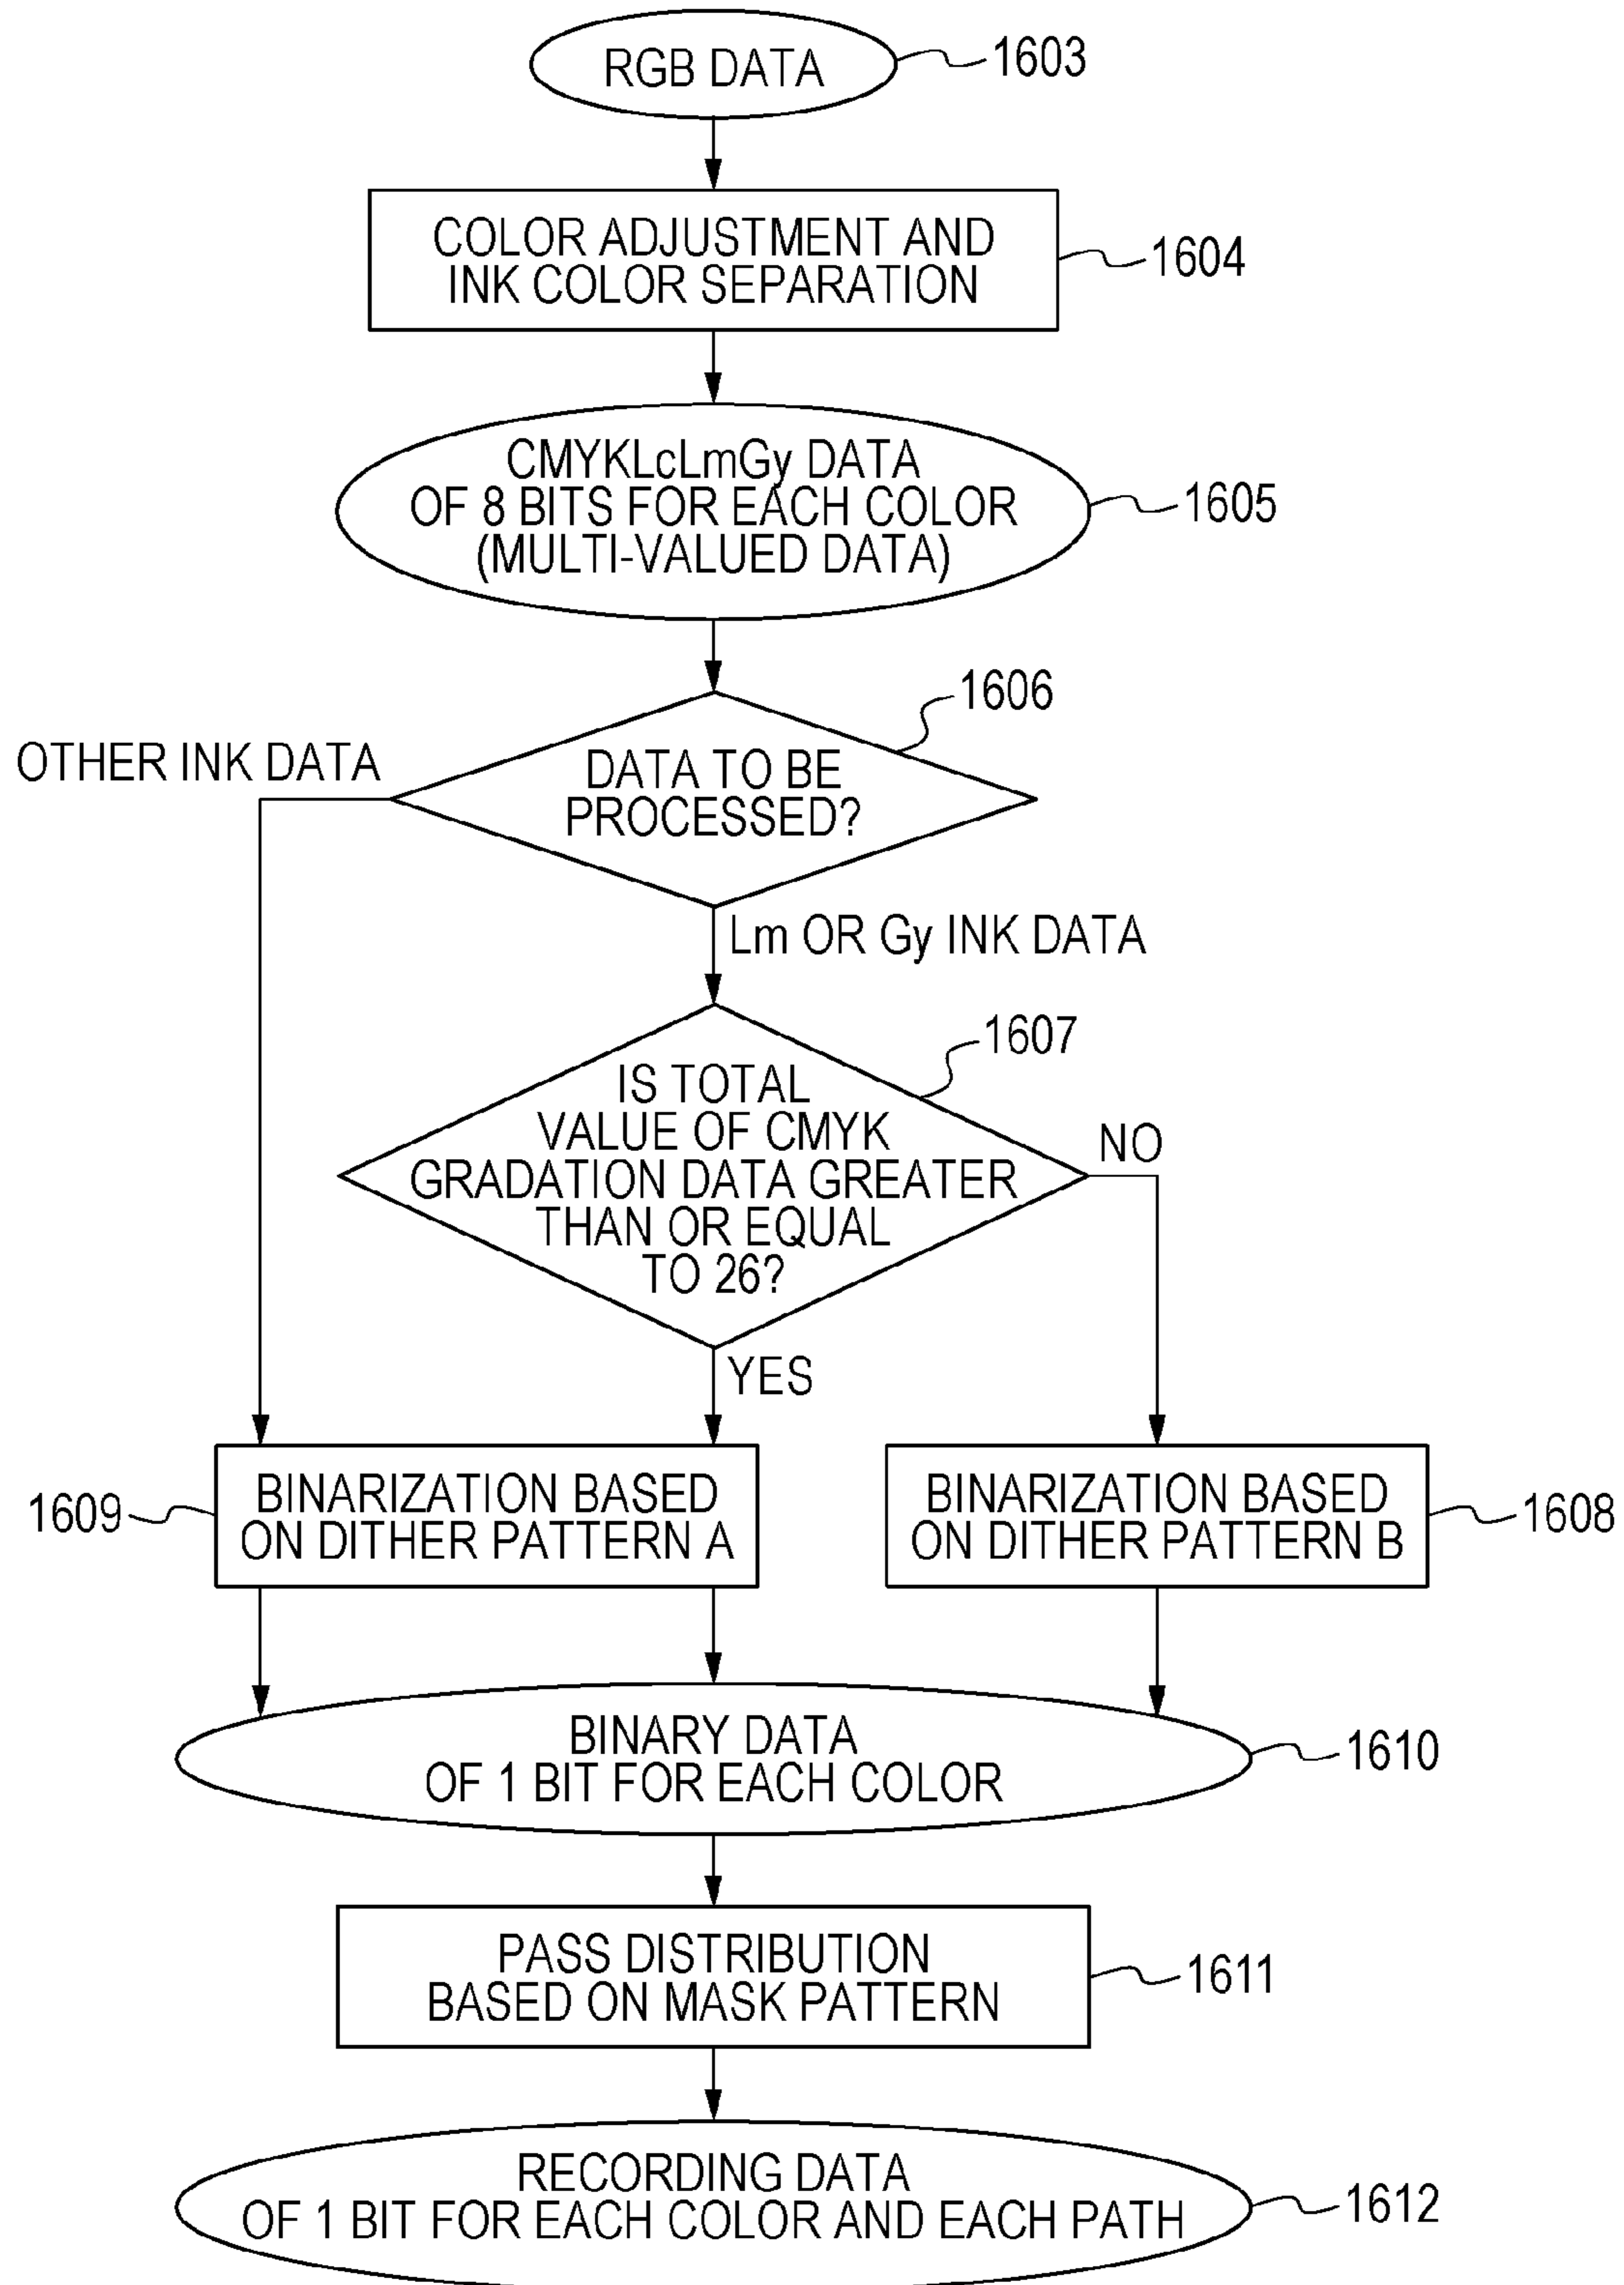 RGB DATA
1603
COLOR ADJUSTMENT AND
INK COLOR SEPARATION
1604
CMYKLcLmGy DATA
OF 8 BITS FOR EACH COLOR
(MULTI-VALUED DATA)
1605
1606
OTHER INK DATA
DATA TO BE
PROCESSED?
Lm OR Gy INK DATA
1607
IS TOTAL
VALUE OF CMYK
GRADATION DATA GREATER
THAN OR EQUAL
TO 26?
NO
YES
1609
BINARIZATION BASED
ON DITHER PATTERN A
BINARIZATION BASED
ON DITHER PATTERN B
1608
BINARY DATA
OF 1 BIT FOR EACH COLOR
1610
PASS DISTRIBUTION
BASED ON MASK PATTERN
1611
RECORDING DATA
OF 1 BIT FOR EACH COLOR AND EACH PATH
1612